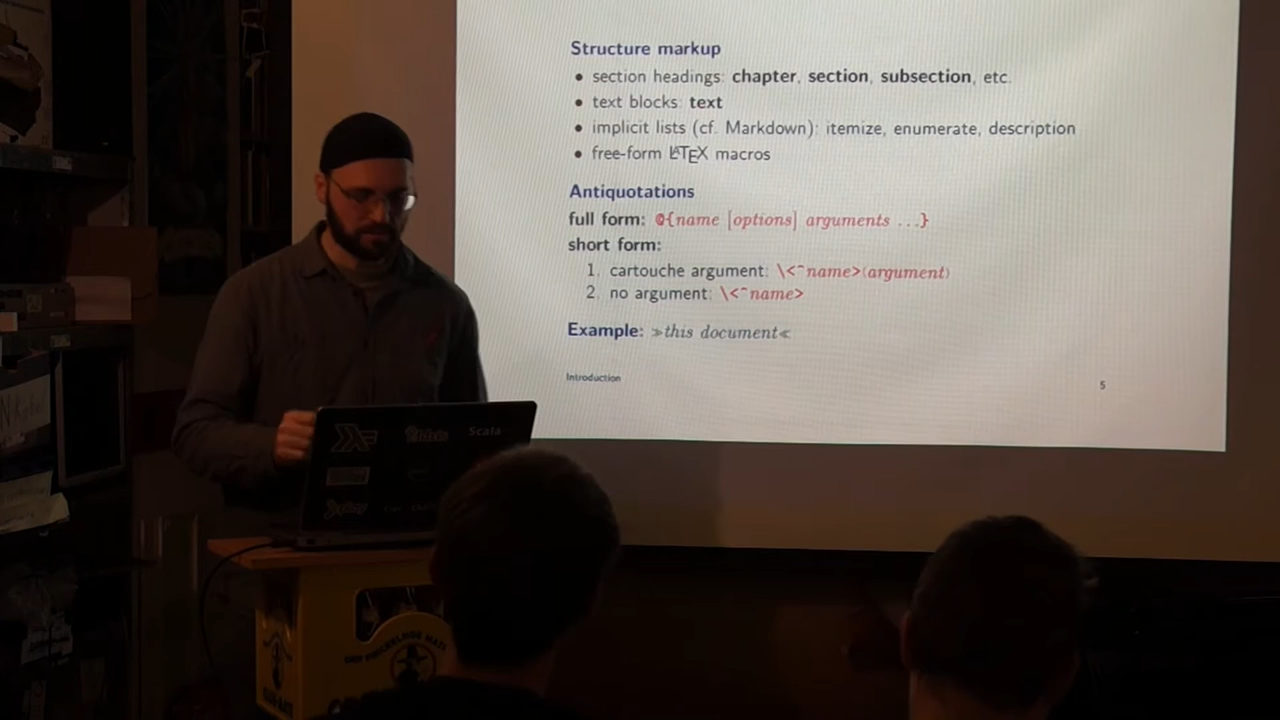 Structure markup
• section headings: chapter, section, subsection, etc.
• text blocks: text
• implicit lists (cf. Markdown): itemize, enumerate, description
• free-form LATEX macros
Antiquotations
full form: @{name [options] arguments ...}
short form:
1. cartouche argument: \<^name>‹argument›
2. no argument: \<^name>
Example: ≫this document≪
Introduction
5
Scala